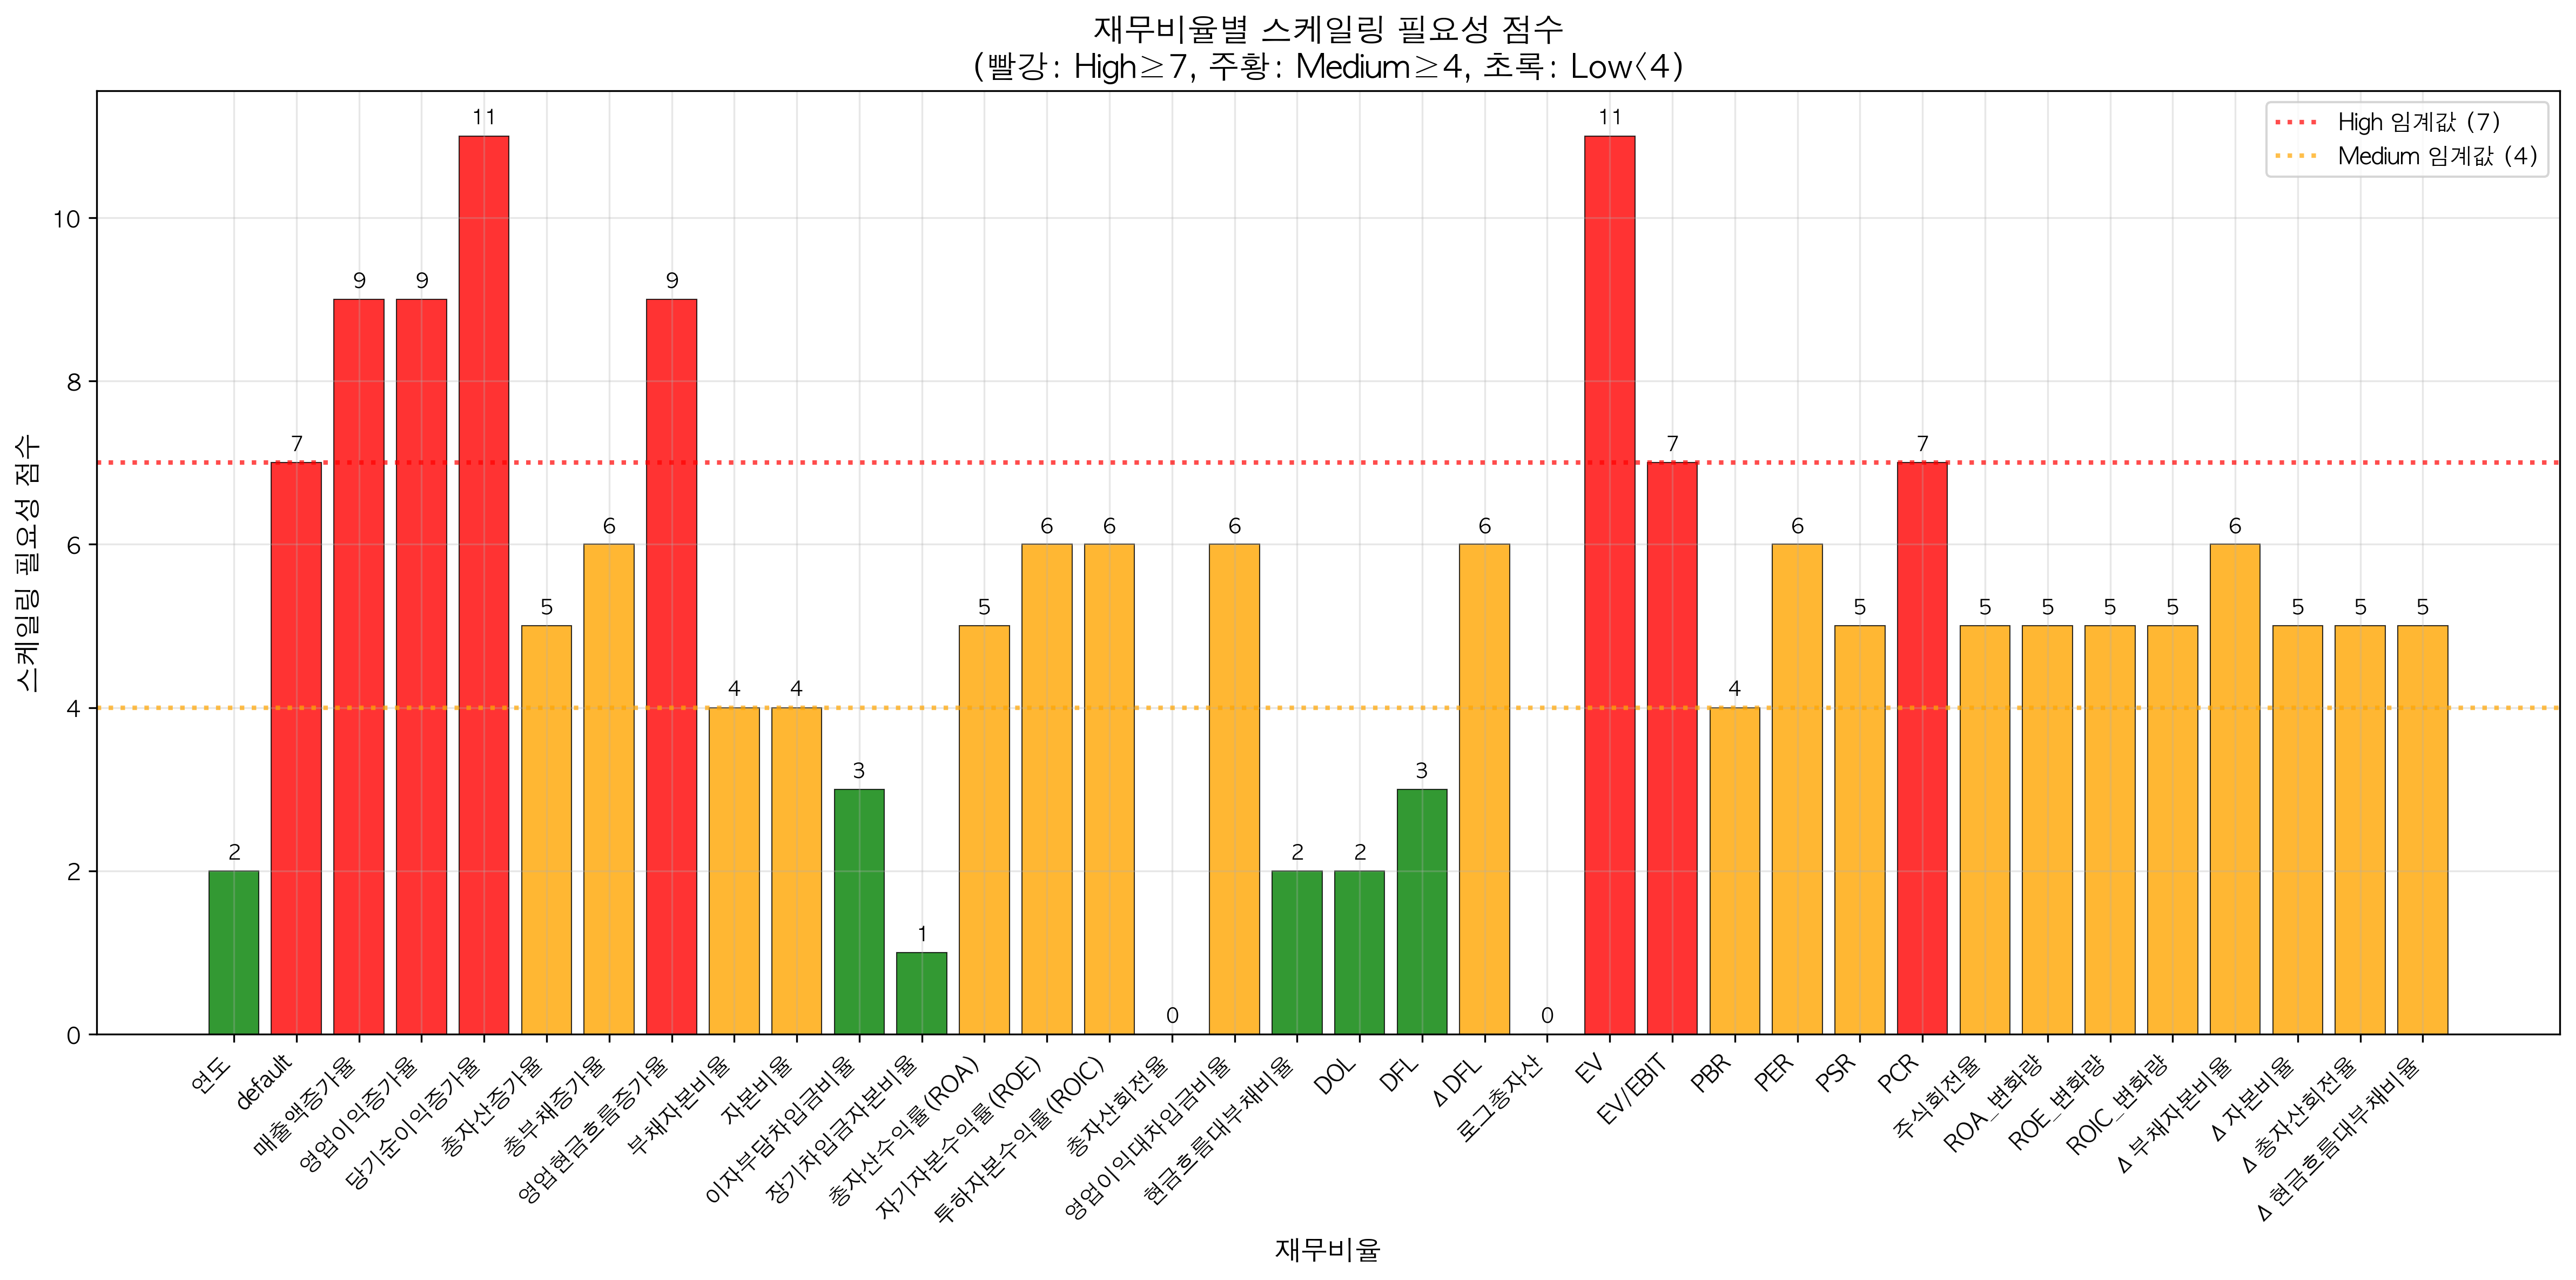 재무비율별 스케일링 필요성 점수
(빨강: High≥7, 주황: Medium≥4, 초록: Low<4)
High 임계값 (7)
Medium 임계값 (4)
스케일링 필요성 점수
10
8
6
4
2
0
2
7
9
9
11
5
6
9
4
4
3
1
5
6
6
0
6
2
2
3
6
0
11
7
4
6
5
7
5
5
5
5
6
5
5
5
연도
default
매출액증가율
영업이익증가율
당기순이익증가율
총자산증가율
총부채증가율
영업현금흐름증가율
부채자본비율
자본비율
이자부담차입금비율
장기차입금자본비율
총자산수익률(ROA)
자기자본수익률(ROE)
투하자본수익률(ROIC)
총자산회전율
영업이익대차입금비율
현금흐름대부채비율
DOL
DFL
Δ DFL
로그총자산
EV
EV/EBIT
PBR
PER
PSR
PCR
주식회전율
ROA_변화량
ROE_변화량
ROIC_변화량
Δ 부채자본비율
Δ 자본비율
Δ 총자산회전율
Δ 현금흐름대부채비율
재무비율